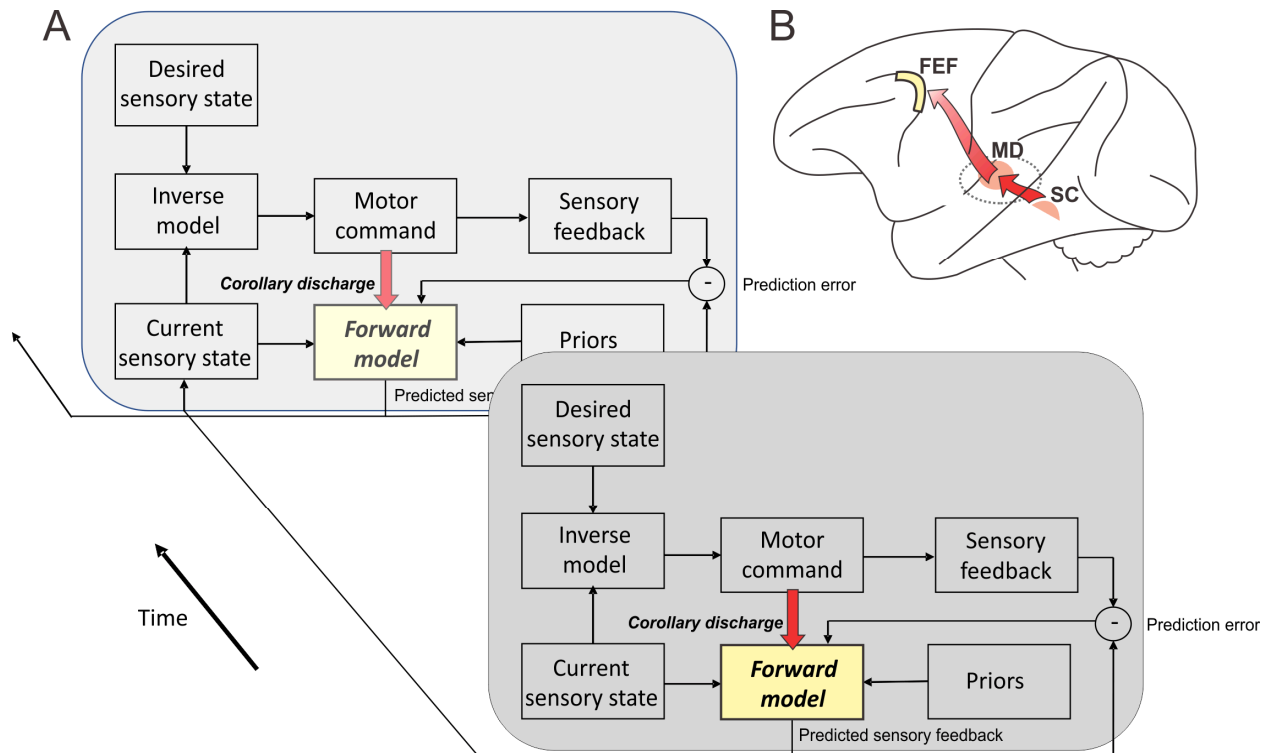 A
Desired
sensory state
Inverse
model
Motor
command
Sensory
feedback
Corollary discharge
-
Prediction error
Current
sensory state
Forward
model
Priors
Predicted
B
FEF
MD
SC
Time
Desired
sensory state
Inverse
model
Motor
command
Sensory
feedback
Corollary discharge
-
Prediction error
Current
sensory state
Forward
model
Priors
Predicted sensory feedback